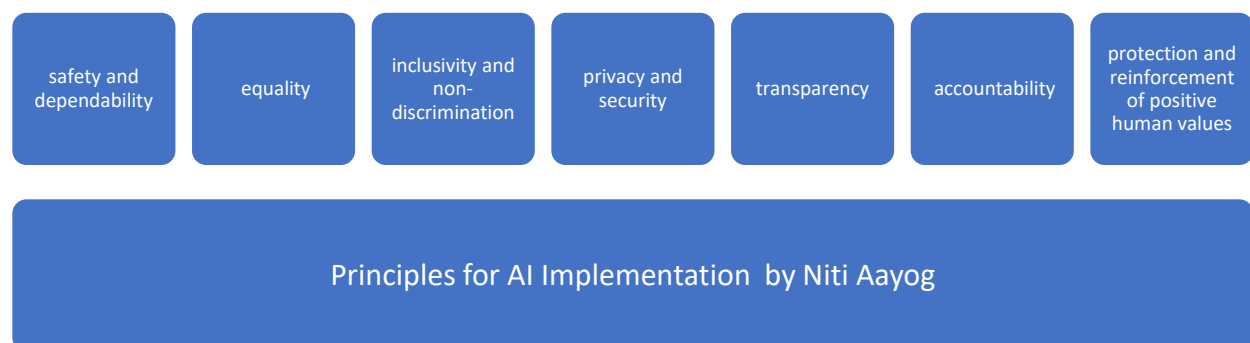 safety and
dependability
equality
inclusivity and
non-
discrimination
privacy and
security
transparency
accountability
protection and
reinforcement
of positive
human values
Principles for AI Implementation  by Niti Aayog